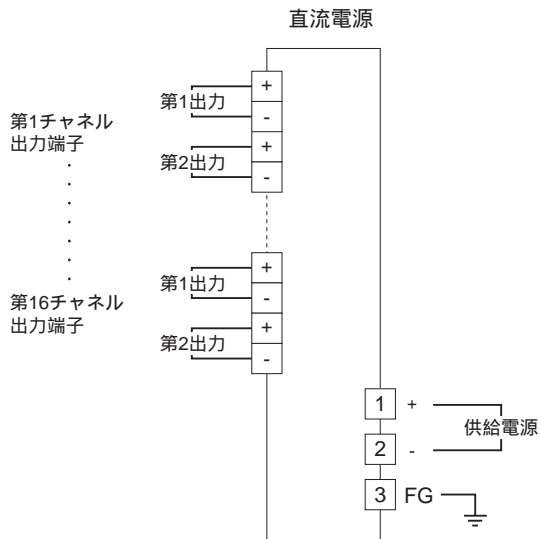 直流電源
第1チャネル
出力端子
第1出力
+
-
第2出力
+
-
第16チャネル
出力端子
第1出力
+
-
第2出力
+
-
1 +
2 -
供給電源
3 FG